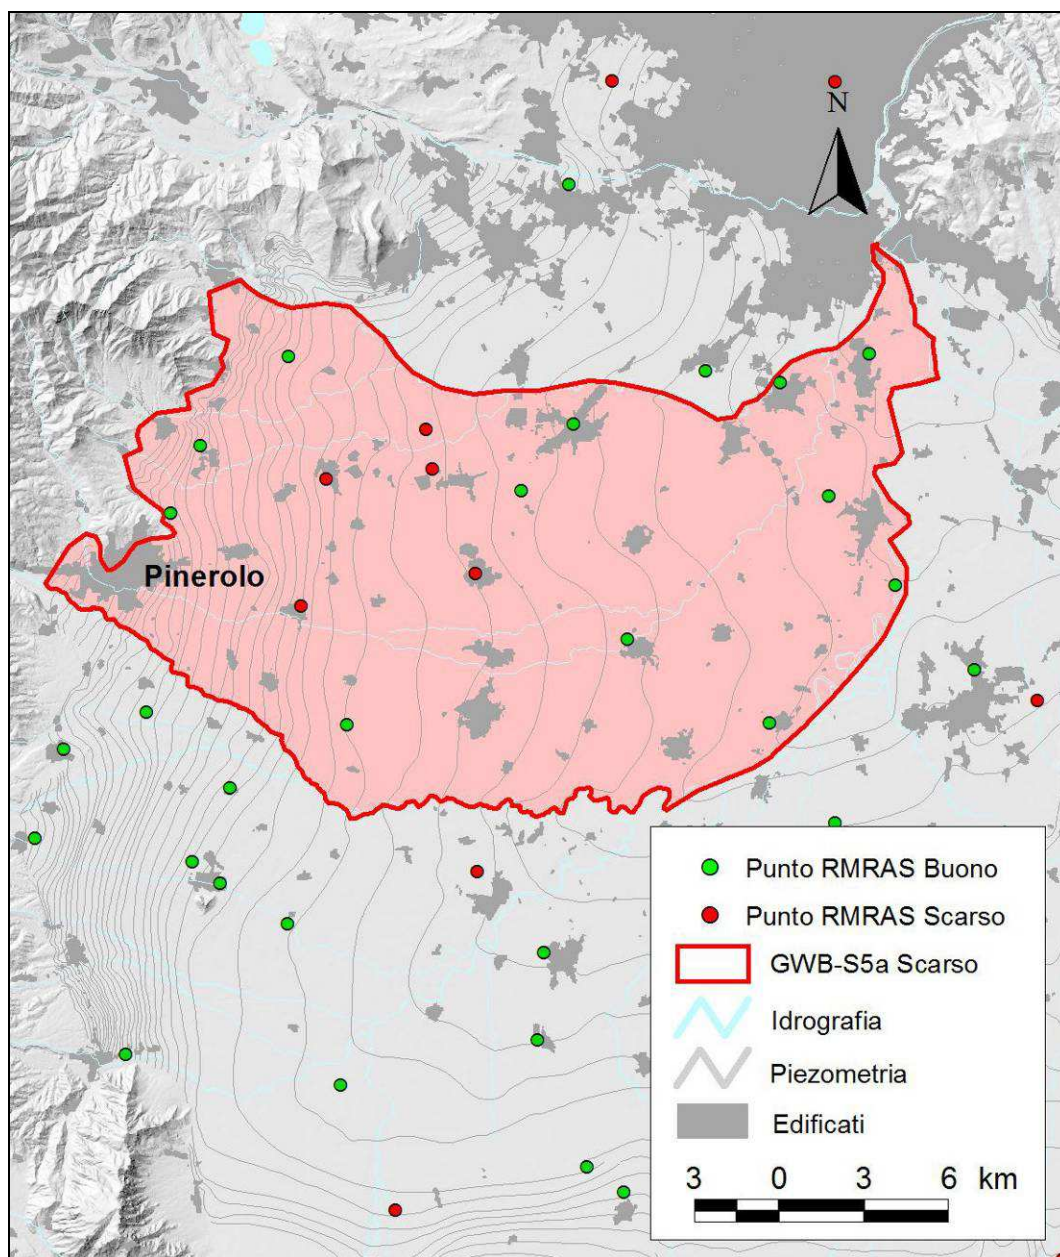 N
Pinerolo
Punto RMRAS Buono
Punto RMRAS Scarso
GWB-S5a Scarso
Idrografia
Piezometria
Edificati
3 0 3 6 km